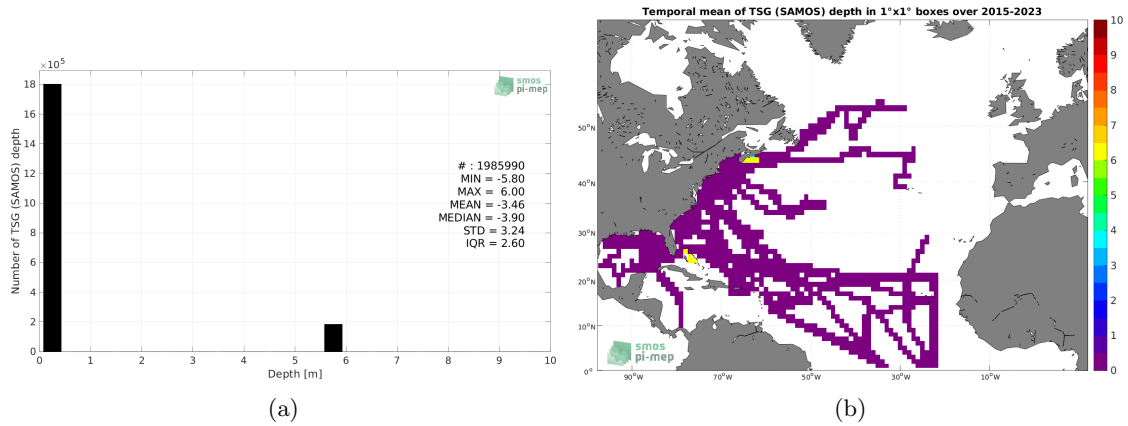 ×10⁵
18
16
14
12
10
8
6
4
2
0
Number of TSG (SAMOS) depth
smos
pi-mep
# : 1985990
MIN = -5.80
MAX = 6.00
MEAN = -3.46
MEDIAN = -3.90
STD = 3.24
IQR = 2.60
0 1 2 3 4 5 6 7 8 9 10
Depth [m]
(a)
Temporal mean of TSG (SAMOS) depth in 1°x1° boxes over 2015-2023
50°N
40°N
30°N
20°N
10°N
0°
90°W 70°W 50°W 30°W 10°W
smos
pi-mep
10
9
8
7
6
5
4
3
2
1
0
(b)